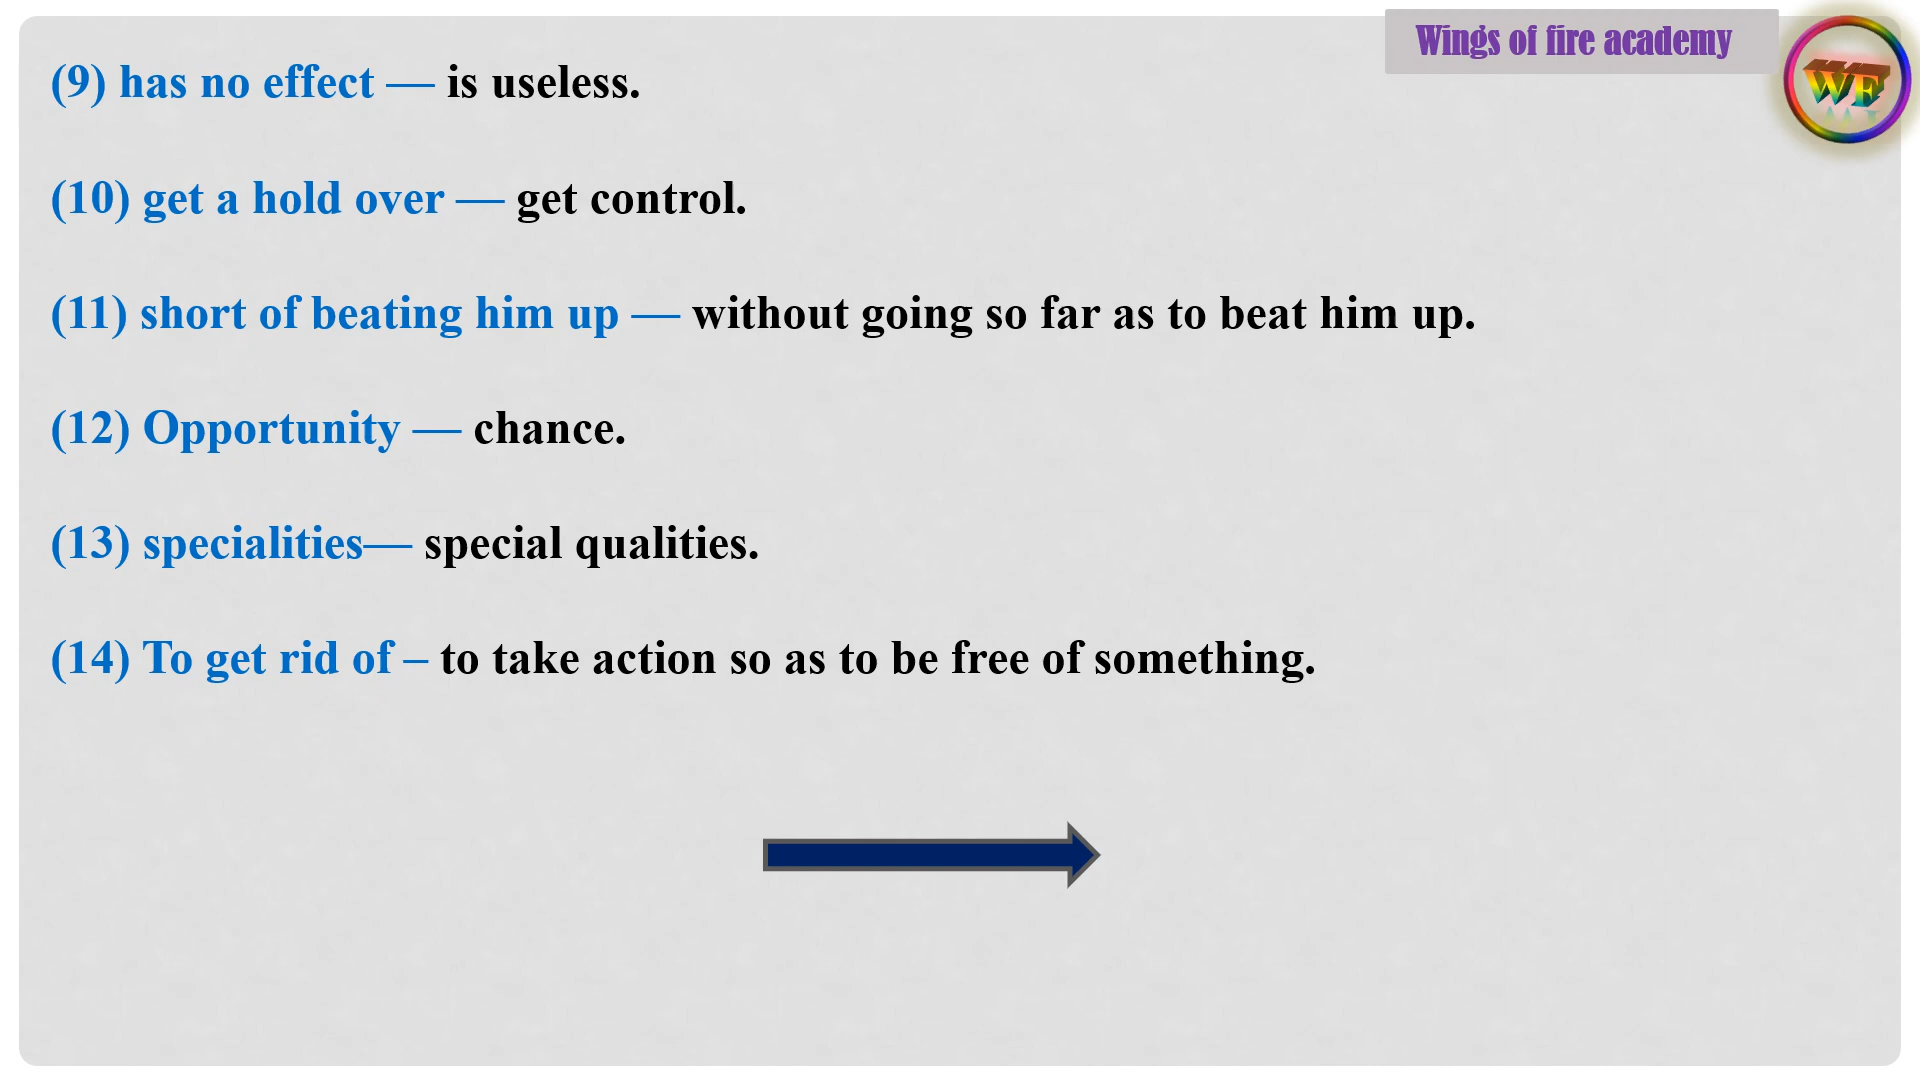 Wings of fire academy
WF
(9) has no effect — is useless.
(10) get a hold over — get control.
(11) short of beating him up — without going so far as to beat him up.
(12) Opportunity — chance.
(13) specialities— special qualities.
(14) To get rid of – to take action so as to be free of something.